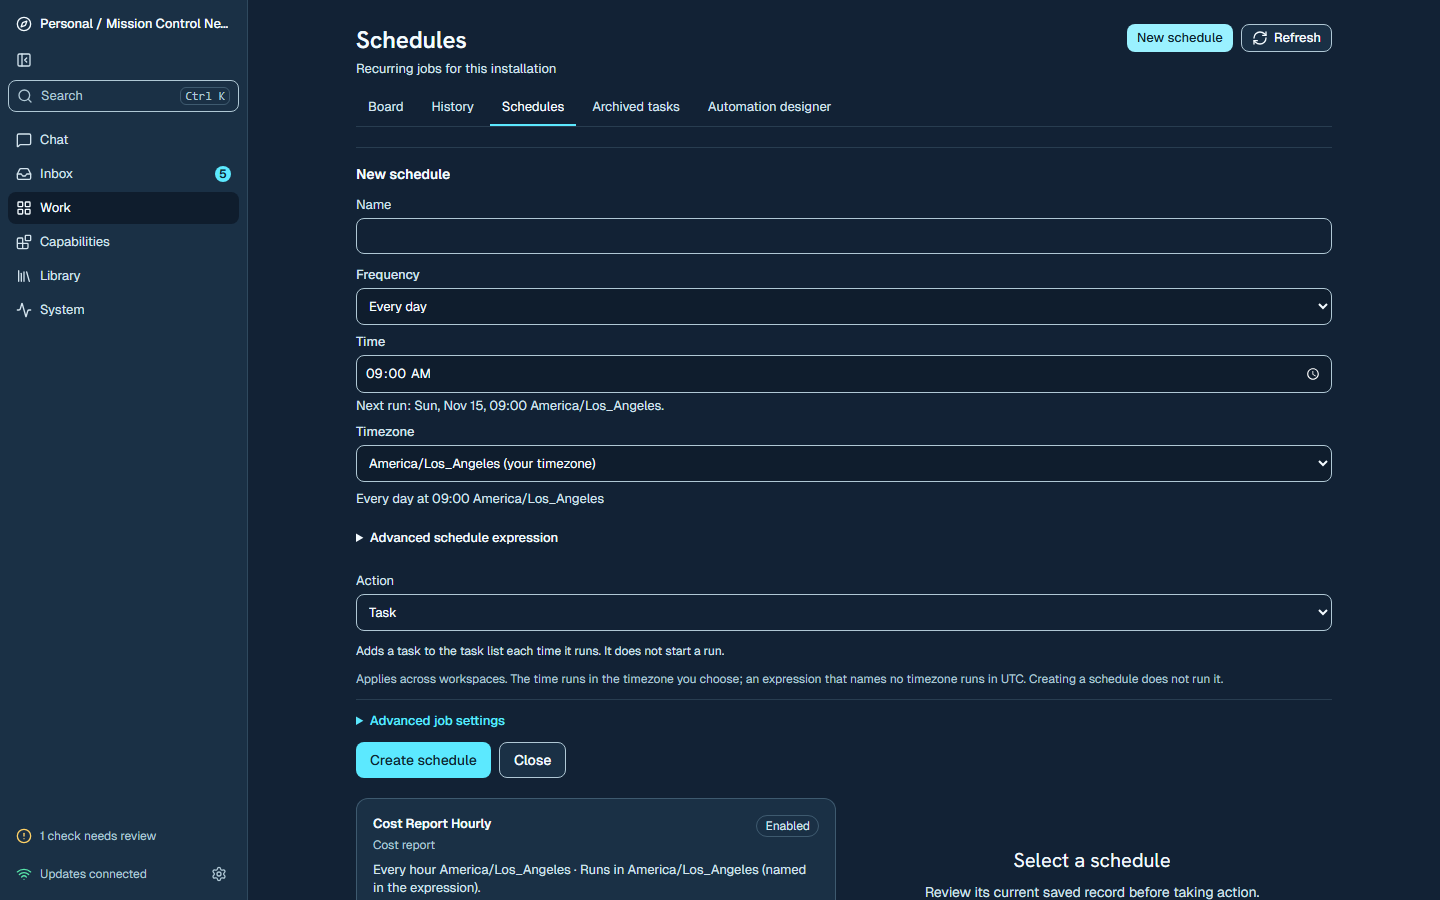 Personal / Mission Control Ne...
Search
Ctrl K
Chat
Inbox
5
Work
Capabilities
Library
System
1 check needs review
Updates connected
Schedules
Recurring jobs for this installation
New schedule
Refresh
Board
History
Schedules
Archived tasks
Automation designer
New schedule
Name
Frequency
Every day
Time
09:00 AM
Next run: Sun, Nov 15, 09:00 America/Los_Angeles.
Timezone
America/Los_Angeles (your timezone)
Every day at 09:00 America/Los_Angeles
Advanced schedule expression
Action
Task
Adds a task to the task list each time it runs. It does not start a run.
Applies across workspaces. The time runs in the timezone you choose; an expression that names no timezone runs in UTC. Creating a schedule does not run it.
Advanced job settings
Create schedule
Close
Cost Report Hourly
Enabled
Cost report
Every hour America/Los_Angeles · Runs in America/Los_Angeles (named
in the expression).
Select a schedule
Review its current saved record before taking action.